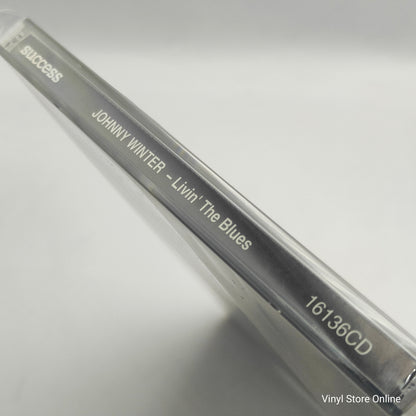 success
JOHNNY WINTER – Livin' The Blues
16136CD
Vinyl Store Online